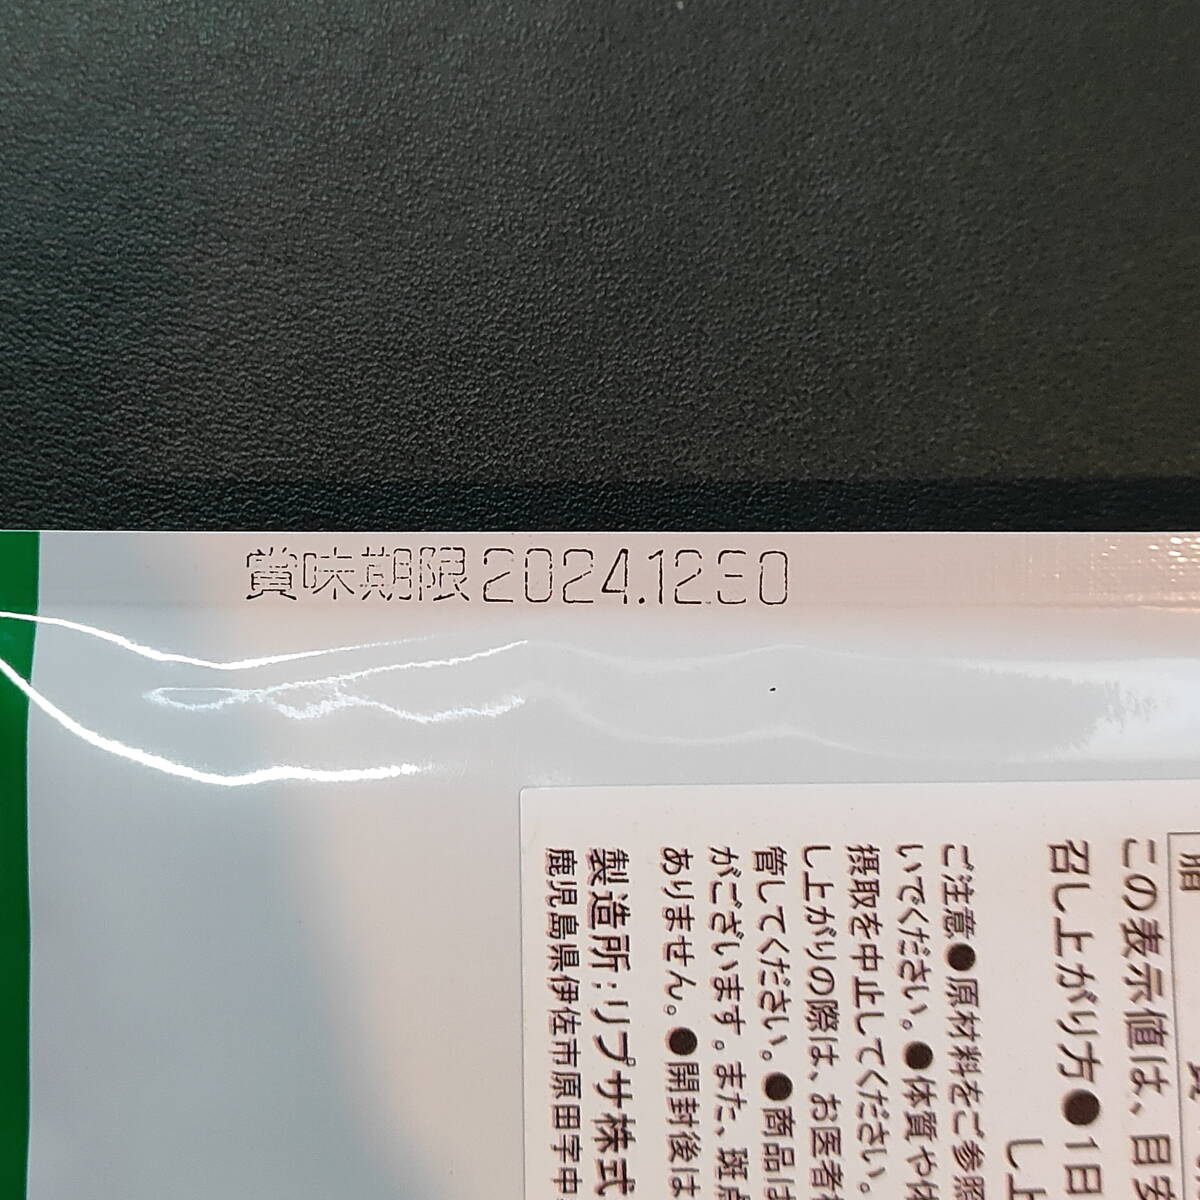 賞味期限 2024.12.30
脂
この表示値は、目安
召し上がり方●1日
し上
ご注意●原材料をご参照
いでください。●体質や体
摂取を中止してください。
し上がりの際は、お医者様
管してください。●商品は
がございます。また、斑点
ありません。●開封後は
製造所:リプサ株式
鹿児島県伊佐市原田字中